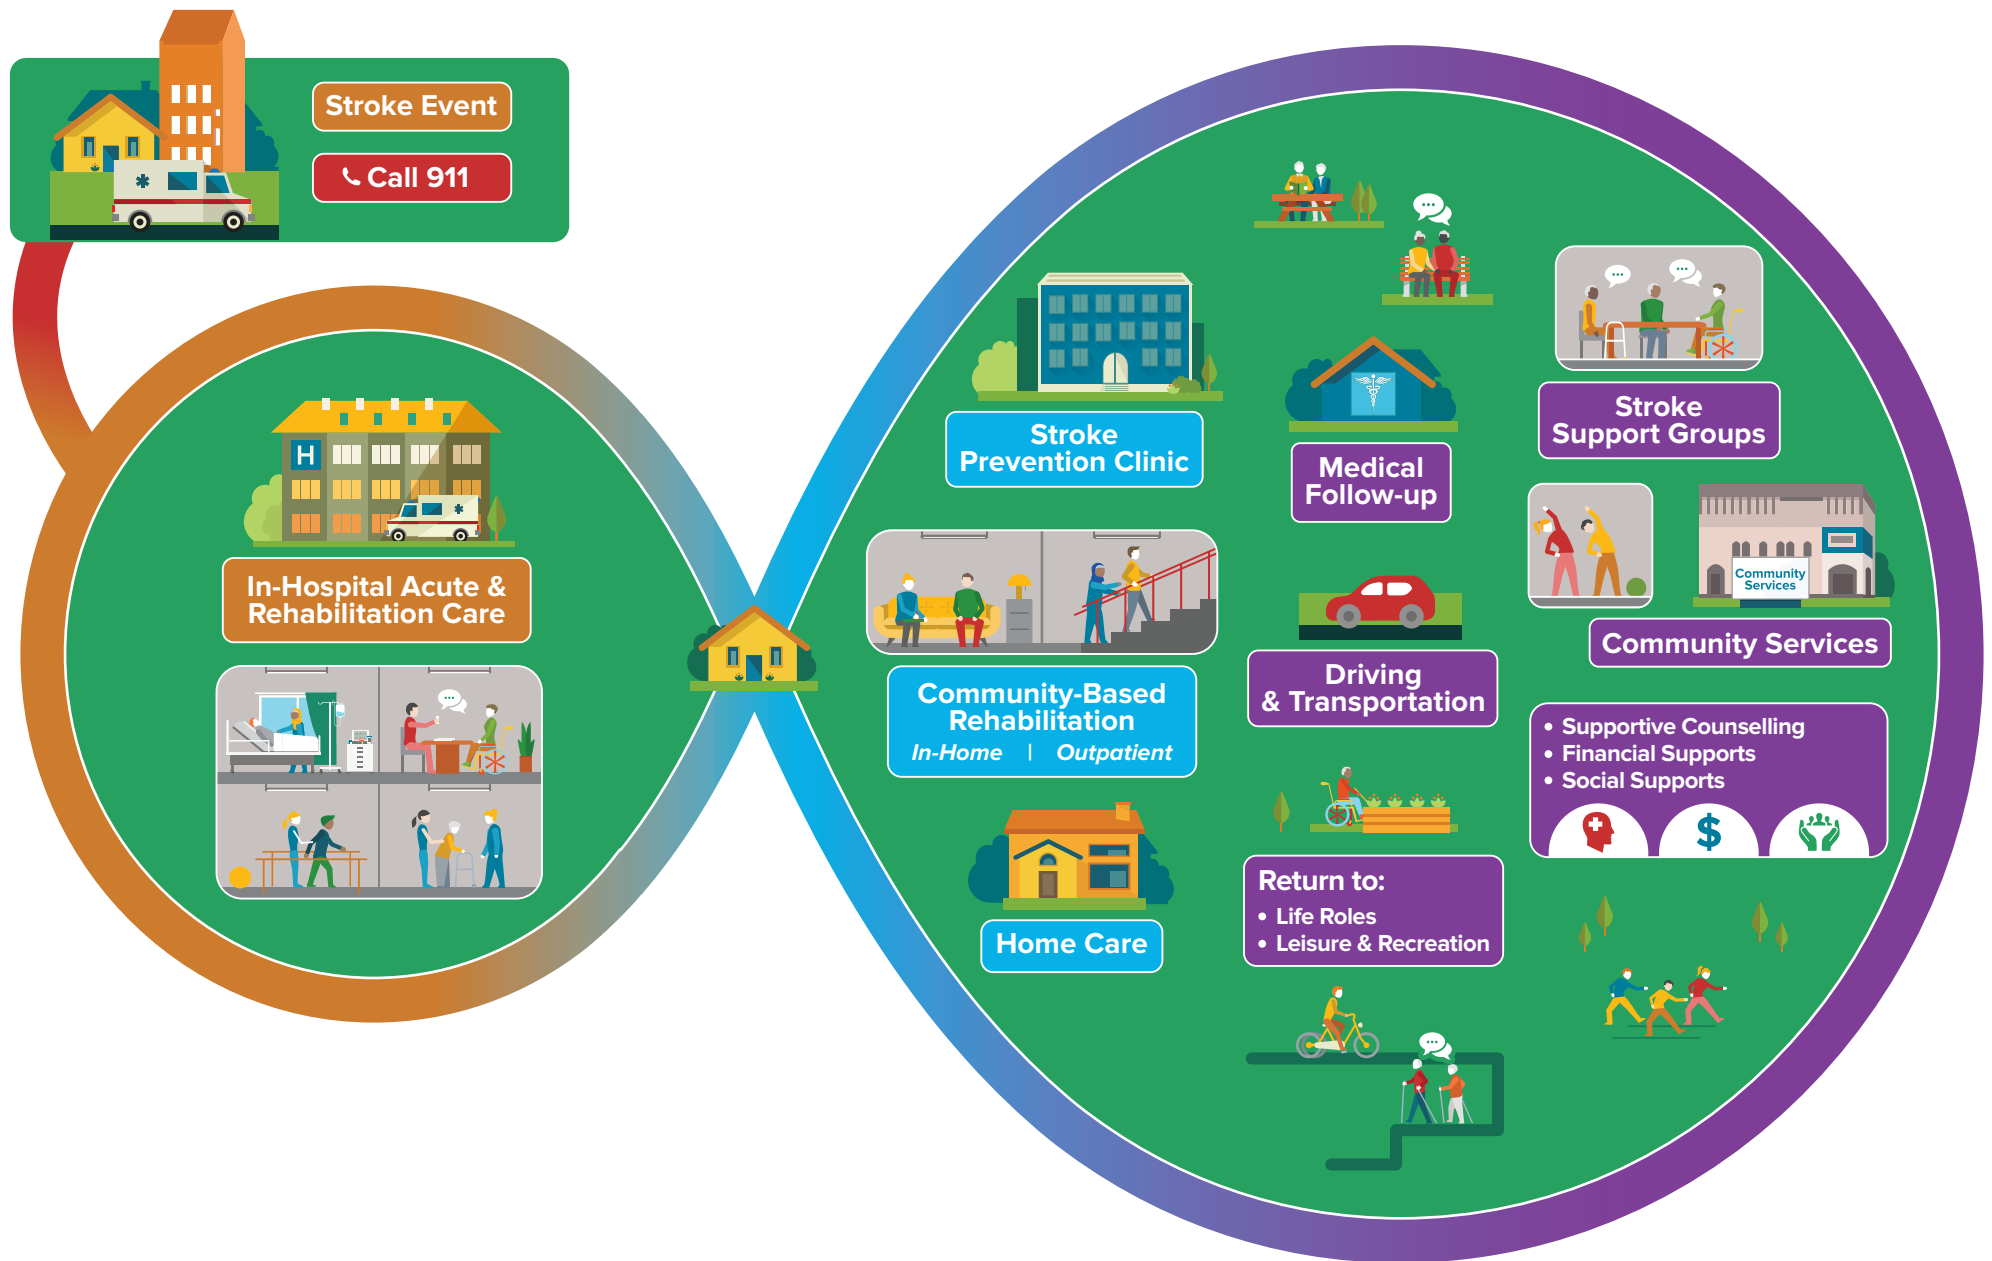 Stroke Event
Call 911
H
In-Hospital Acute &
Rehabilitation Care
Stroke
Prevention Clinic
Community-Based
Rehabilitation
In-Home | Outpatient
Home Care
Medical
Follow-up
Driving
& Transportation
Return to:
• Life Roles
• Leisure & Recreation
Stroke
Support Groups
Community
Services
Community Services
• Supportive Counselling
• Financial Supports
• Social Supports
$